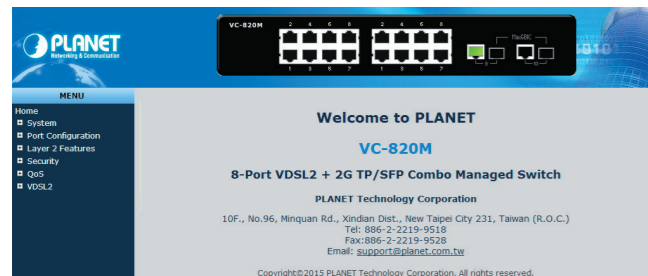 PLANET
Networking & Communication
VC-820M
2 4 6 8 2 4 6 8
MiniGBIC
1 3 5 7 1 3 5 7
9 10
MENU
Home
System
Port Configuration
Layer 2 Features
Security
QoS
VDSL2
Welcome to PLANET
VC-820M
8-Port VDSL2 + 2G TP/SFP Combo Managed Switch
PLANET Technology Corporation
10F., No.96, Minquan Rd., Xindian Dist., New Taipei City 231, Taiwan (R.O.C.)
Tel: 886-2-2219-9518
Fax:886-2-2219-9528
Email: support@planet.com.tw
Copyright©2015 PLANET Technology Corporation. All rights reserved.